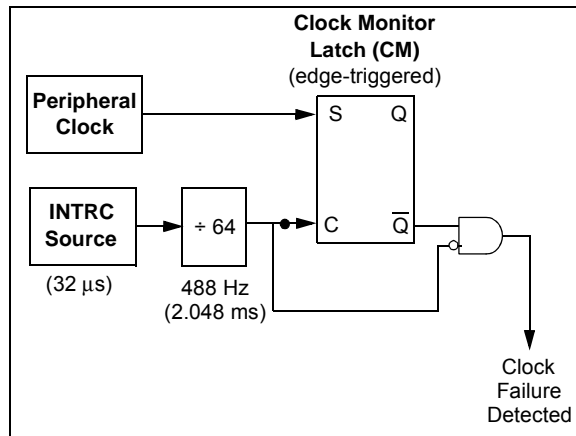 Clock Monitor
Latch (CM)
(edge-triggered)
Peripheral
Clock
S Q
INTRC
Source
÷ 64
C Q̅
(32 μs)
488 Hz
(2.048 ms)
Clock
Failure
Detected